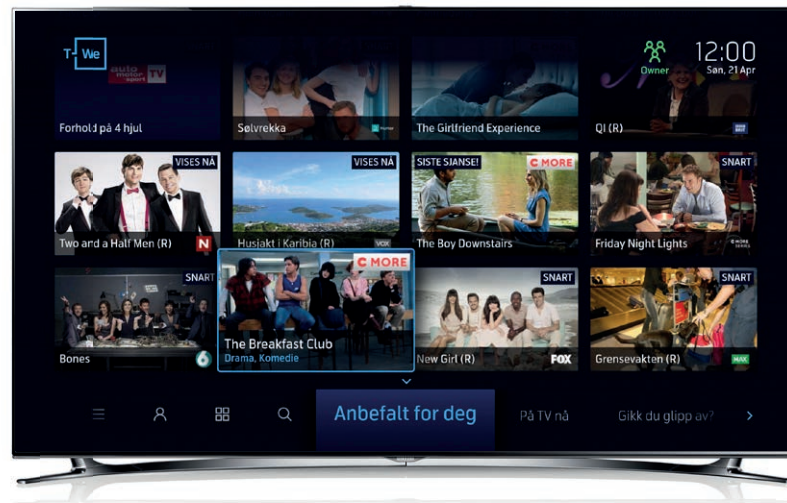 T-We
auto
motor
sport TV
Owner
12:00
Søn, 21 Apr
Forhold på 4 hjul
Sølvrekka
The Girlfriend Experience
QI (R)
VISES NÅ
VISES NÅ
SISTE SJANSE!
C MORE
SNART
Two and a Half Men (R)
N
Husjakt i Karibia (R)
VOX
The Boy Downstairs
Friday Night Lights
C MORE
SERIES
SNART
C MORE
SNART
SNART
Bones
6
The Breakfast Club
Drama, Komedie
New Girl (R)
FOX
Grensevakten (R)
MAX
Anbefalt for deg
På TV nå
Gikk du glipp av?